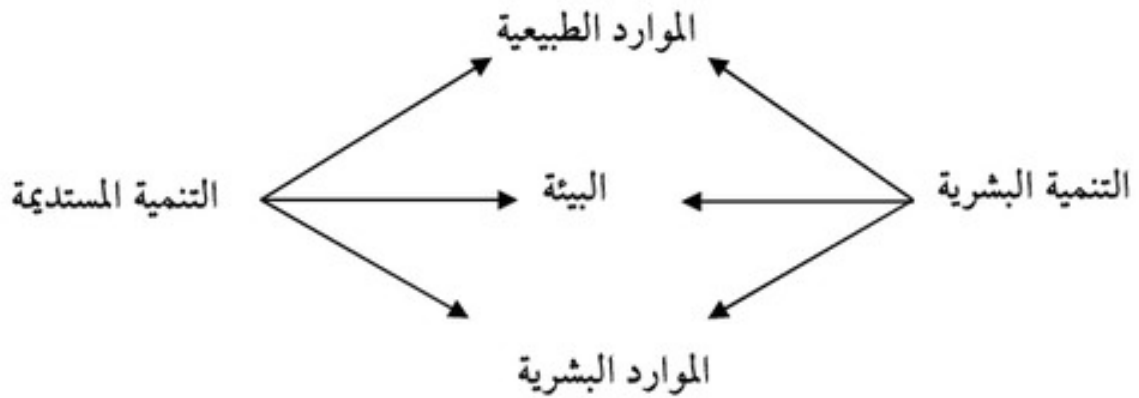 الموارد الطبيعية
التنمية البشرية
البيئة
التنمية المستديمة
الموارد البشرية